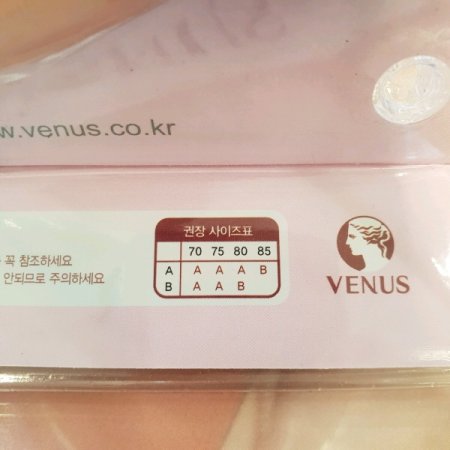 w.venus.co.kr
꼭 참조하세요
안되므로 주의하세요
권장 사이즈표
70 75 80 85
A A A A B
B A A B
VENUS